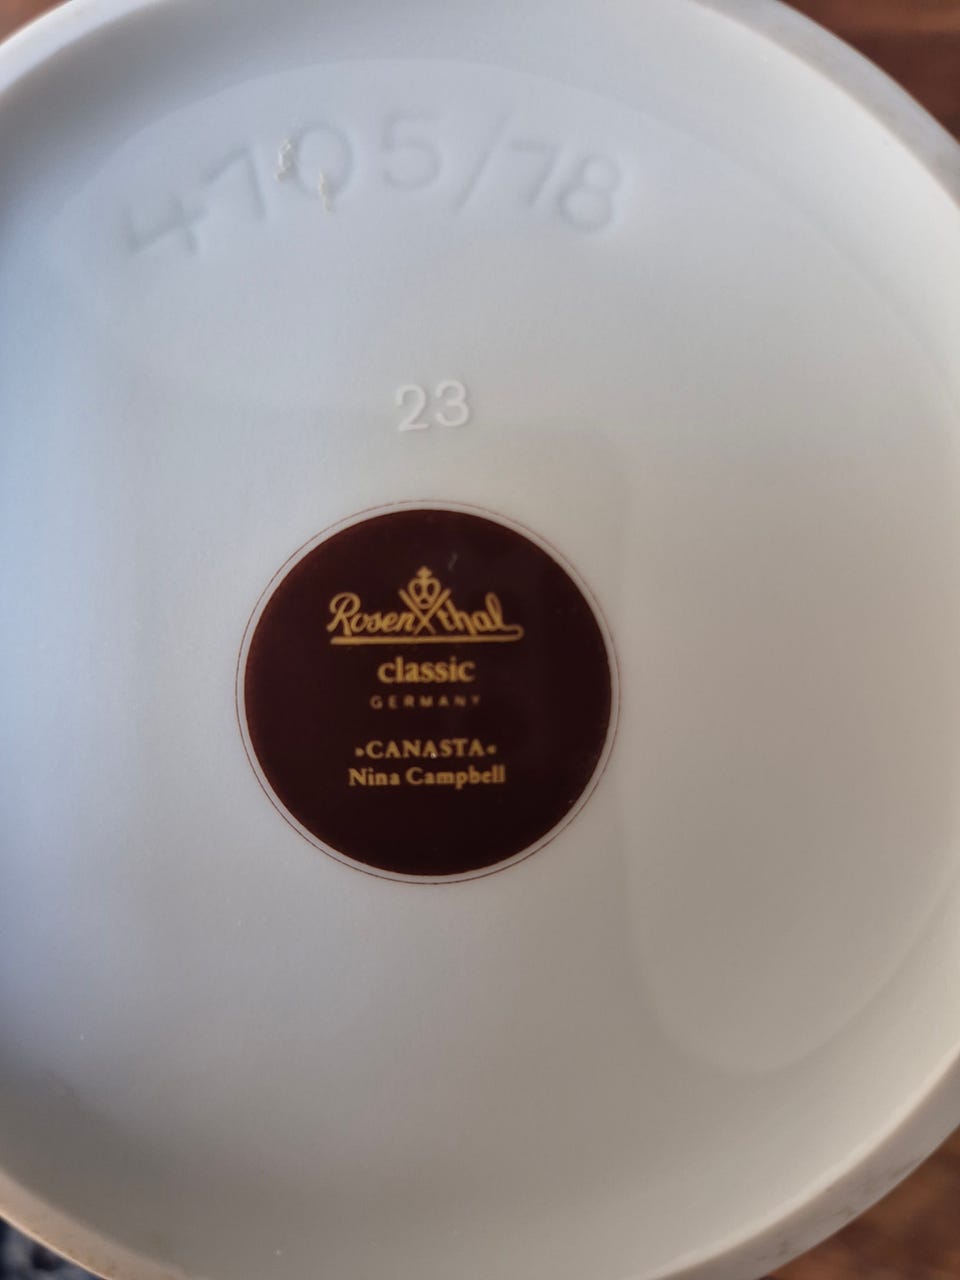 4705/78
23
Rosenthal
classic
GERMANY
»CANASTA«
Nina Campbell